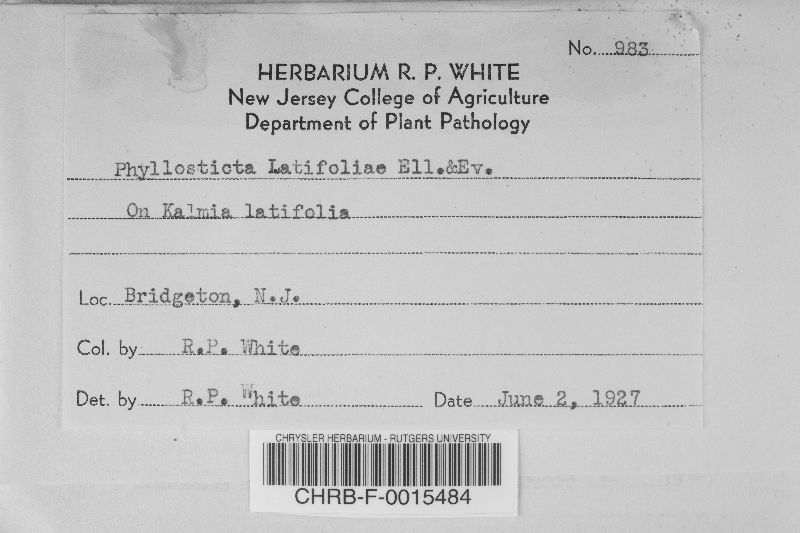 No. 983
HERBARIUM R. P. WHITE
New Jersey College of Agriculture
Department of Plant Pathology
Phyllosticta Latifoliae Ell.&Ev.
On Kalmia latifolia
Loc. Bridgeton, N.J.
Col. by R.P. White
Det. by R.P. White Date June 2, 1927
CHRYSLER HERBARIUM - RUTGERS UNIVERSITY
CHRB-F-0015484